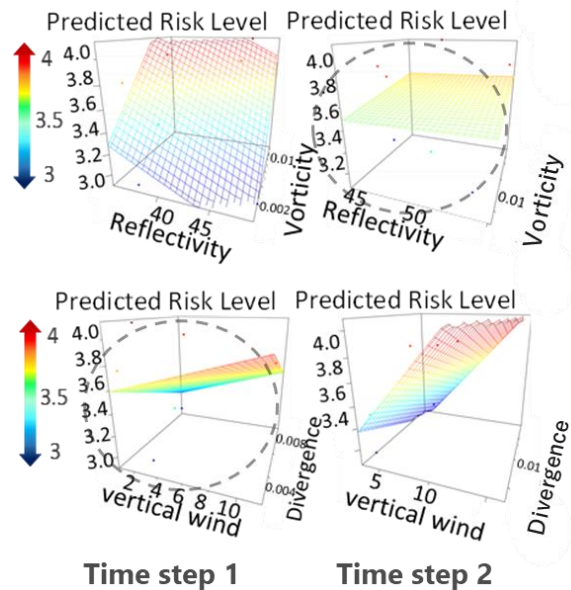 Predicted Risk Level
Predicted Risk Level
4
3.5
3
4.0
3.8
3.6
3.4
3.2
3.0
40
45
Reflectivity
0.01
0.002
Vorticity
4.0
3.8
3.6
3.4
3.2
45
50
Reflectivity
0.01
Vorticity
Predicted Risk Level
Predicted Risk Level
4
3.5
3
4.0
3.8
3.6
3.4
3.2
3.0
2 4 6 8 10
vertical wind
0.008
0.004
Divergence
4.0
3.8
3.6
3.4
5
10
vertical wind
0.01
Divergence
Time step 1
Time step 2